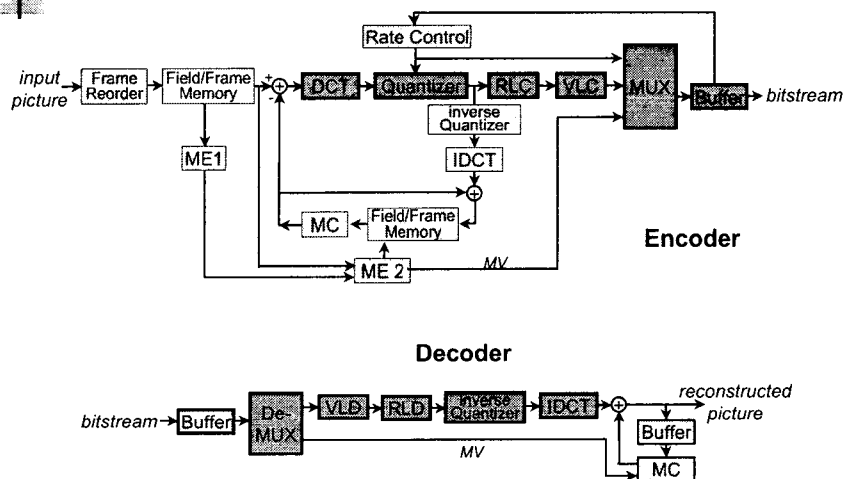 Rate Control
input
picture
Frame
Reorder
Field/Frame
Memory
+
-
+
DCT
Quantizer
RLC
VLC
MUX
Buffer
bitstream
inverse
Quantizer
ME1
IDCT
+
MC
Field/Frame
Memory
Encoder
ME 2
MV
Decoder
bitstream
Buffer
De-
MUX
VLD
RLD
inverse
Quantizer
IDCT
+
reconstructed
picture
Buffer
MV
MC